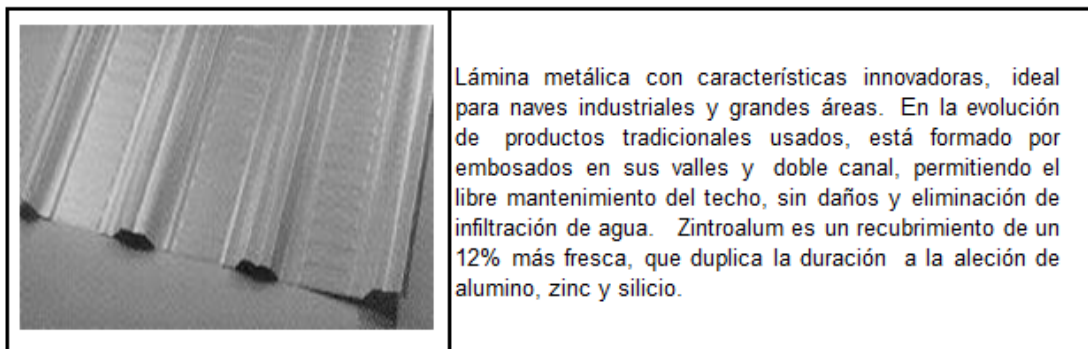 Lámina metálica con características innovadoras, ideal
para naves industriales y grandes áreas. En la evolución
de productos tradicionales usados, está formado por
embosados en sus valles y doble canal, permitiendo el
libre mantenimiento del techo, sin daños y eliminación de
infiltración de agua. Zintroalum es un recubrimiento de un
12% más fresca, que duplica la duración a la aleción de
alumino, zinc y silicio.